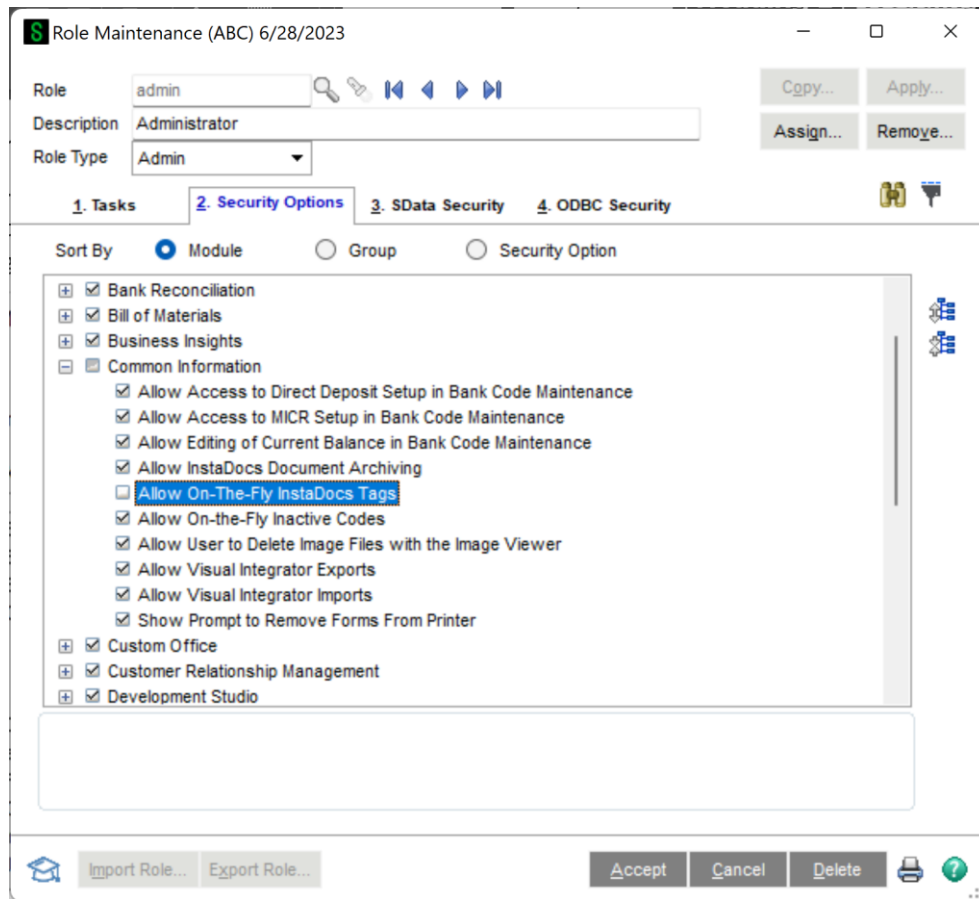 S Role Maintenance (ABC) 6/28/2023
Role admin Copy... Apply...
Description Administrator Assign... Remove...
Role Type Admin
1. Tasks 2. Security Options 3. SData Security 4. ODBC Security
Sort By Module Group Security Option
Bank Reconciliation
Bill of Materials
Business Insights
Common Information
Allow Access to Direct Deposit Setup in Bank Code Maintenance
Allow Access to MICR Setup in Bank Code Maintenance
Allow Editing of Current Balance in Bank Code Maintenance
Allow InstaDocs Document Archiving
Allow On-The-Fly InstaDocs Tags
Allow On-the-Fly Inactive Codes
Allow User to Delete Image Files with the Image Viewer
Allow Visual Integrator Exports
Allow Visual Integrator Imports
Show Prompt to Remove Forms From Printer
Custom Office
Customer Relationship Management
Development Studio
Import Role... Export Role... Accept Cancel Delete ?